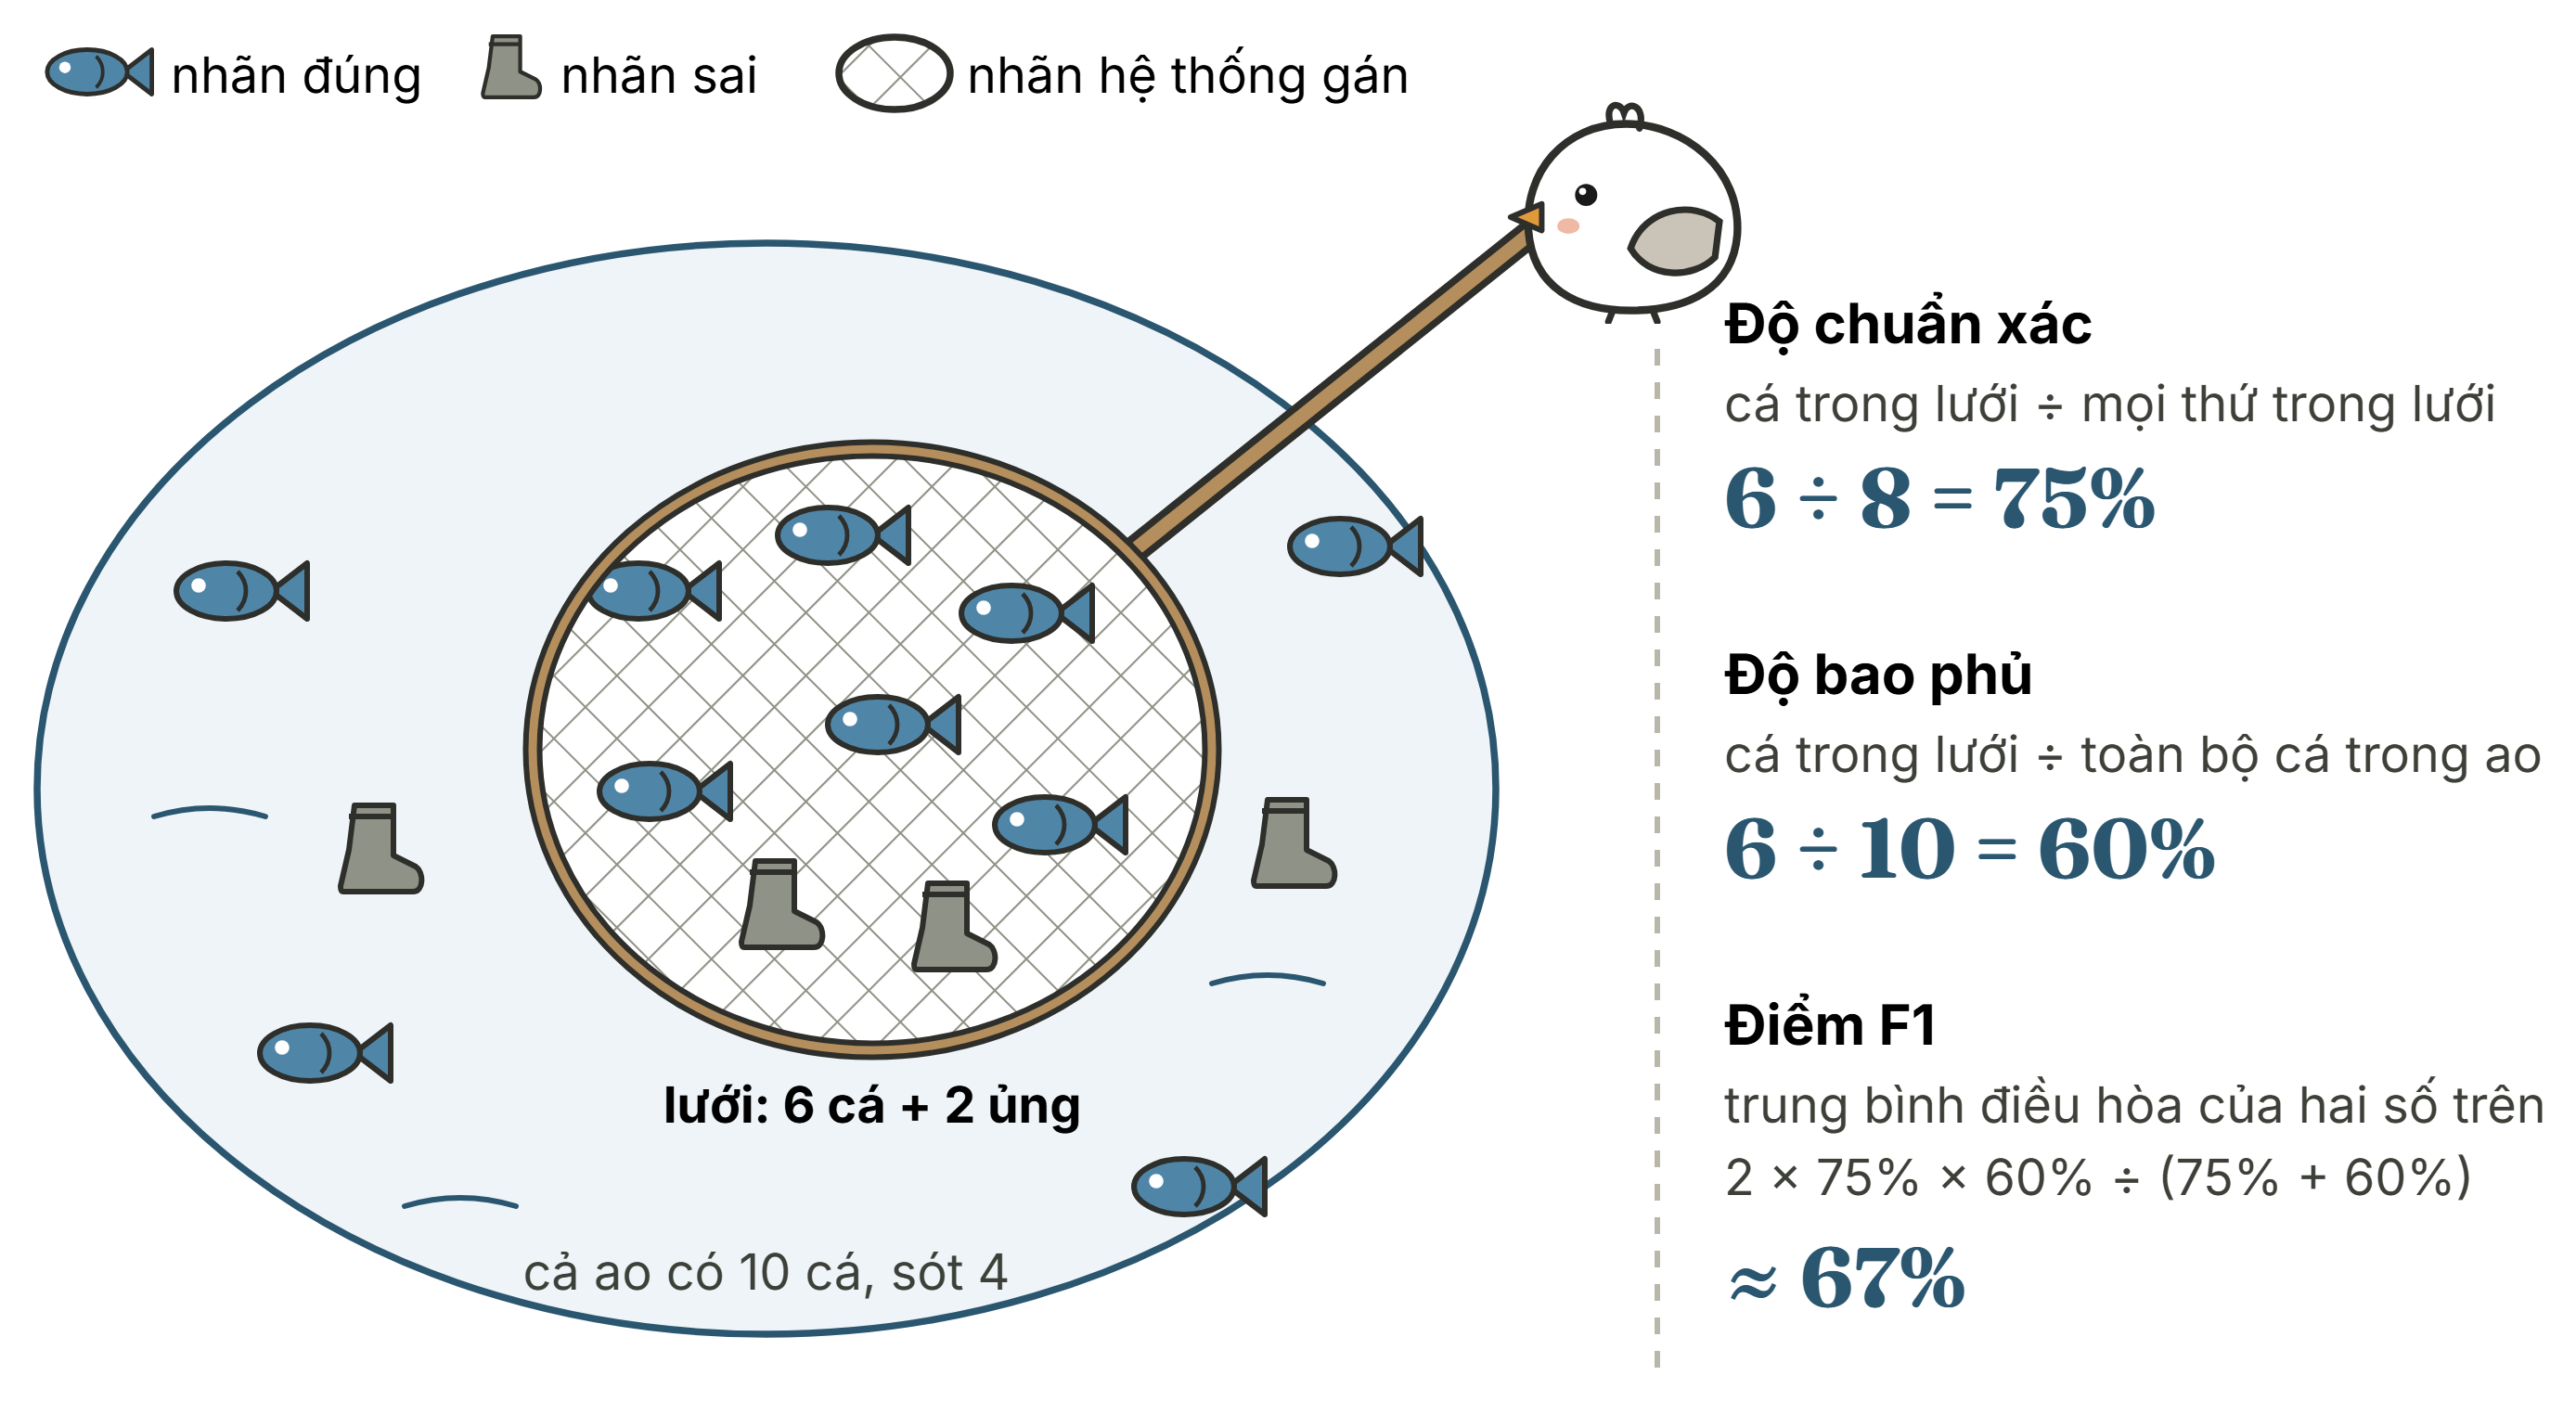 nhãn đúng
nhãn sai
nhãn hệ thống gán
lưới: 6 cá + 2 ủng
cả ao có 10 cá, sót 4
Độ chuẩn xác
cá trong lưới ÷ mọi thứ trong lưới
6 ÷ 8 = 75%
Độ bao phủ
cá trong lưới ÷ toàn bộ cá trong ao
6 ÷ 10 = 60%
Điểm F1
trung bình điều hòa của hai số trên
2 × 75% × 60% ÷ (75% + 60%)
≈ 67%